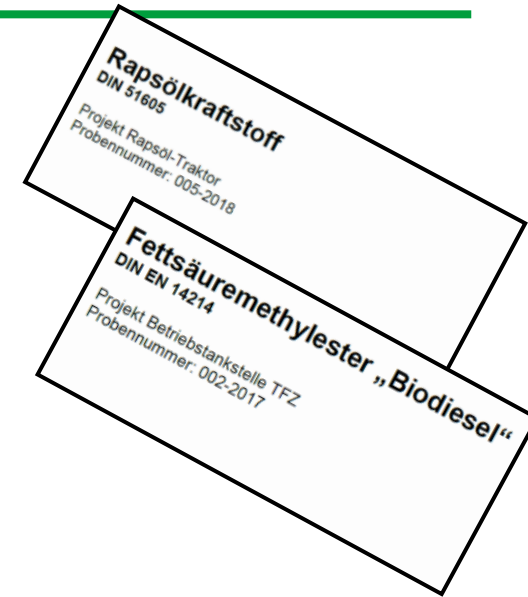 Rapsölkraftstoff
DIN 51605
Projekt Rapsöl-Traktor
Probennummer: 005-2018
Fettsäuremethylester „Biodiesel“
DIN EN 14214
Projekt Betriebstankstelle TFZ
Probennummer: 002-2017